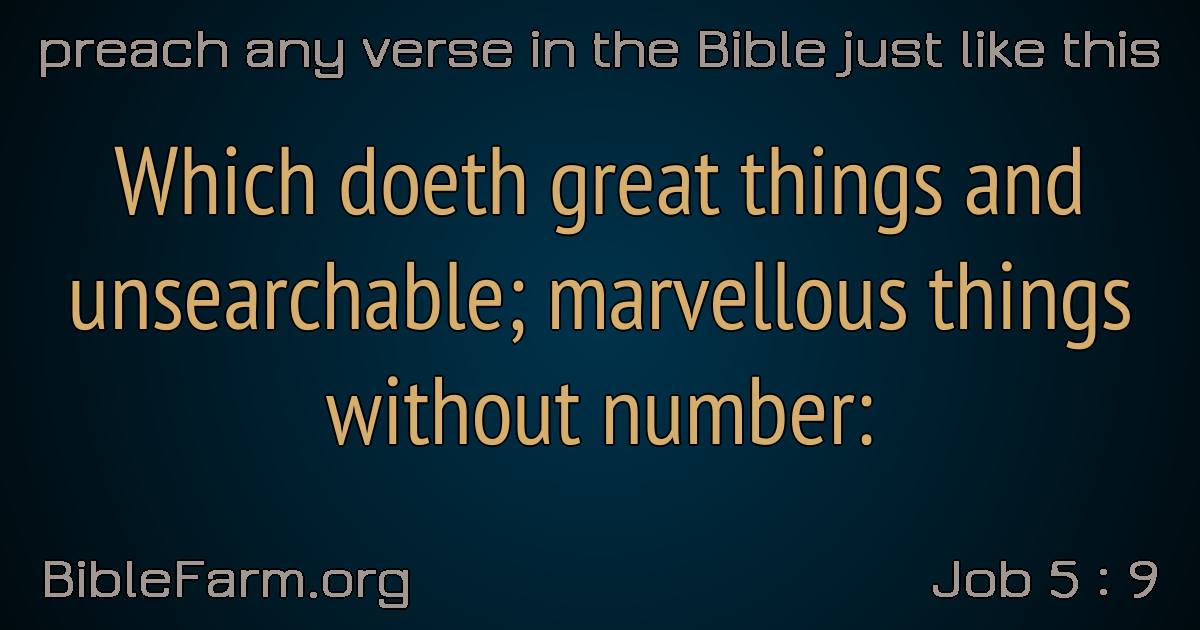 preach any verse in the Bible just like this
Which doeth great things and
unsearchable; marvellous things
without number:
BibleFarm.org
Job 5 : 9